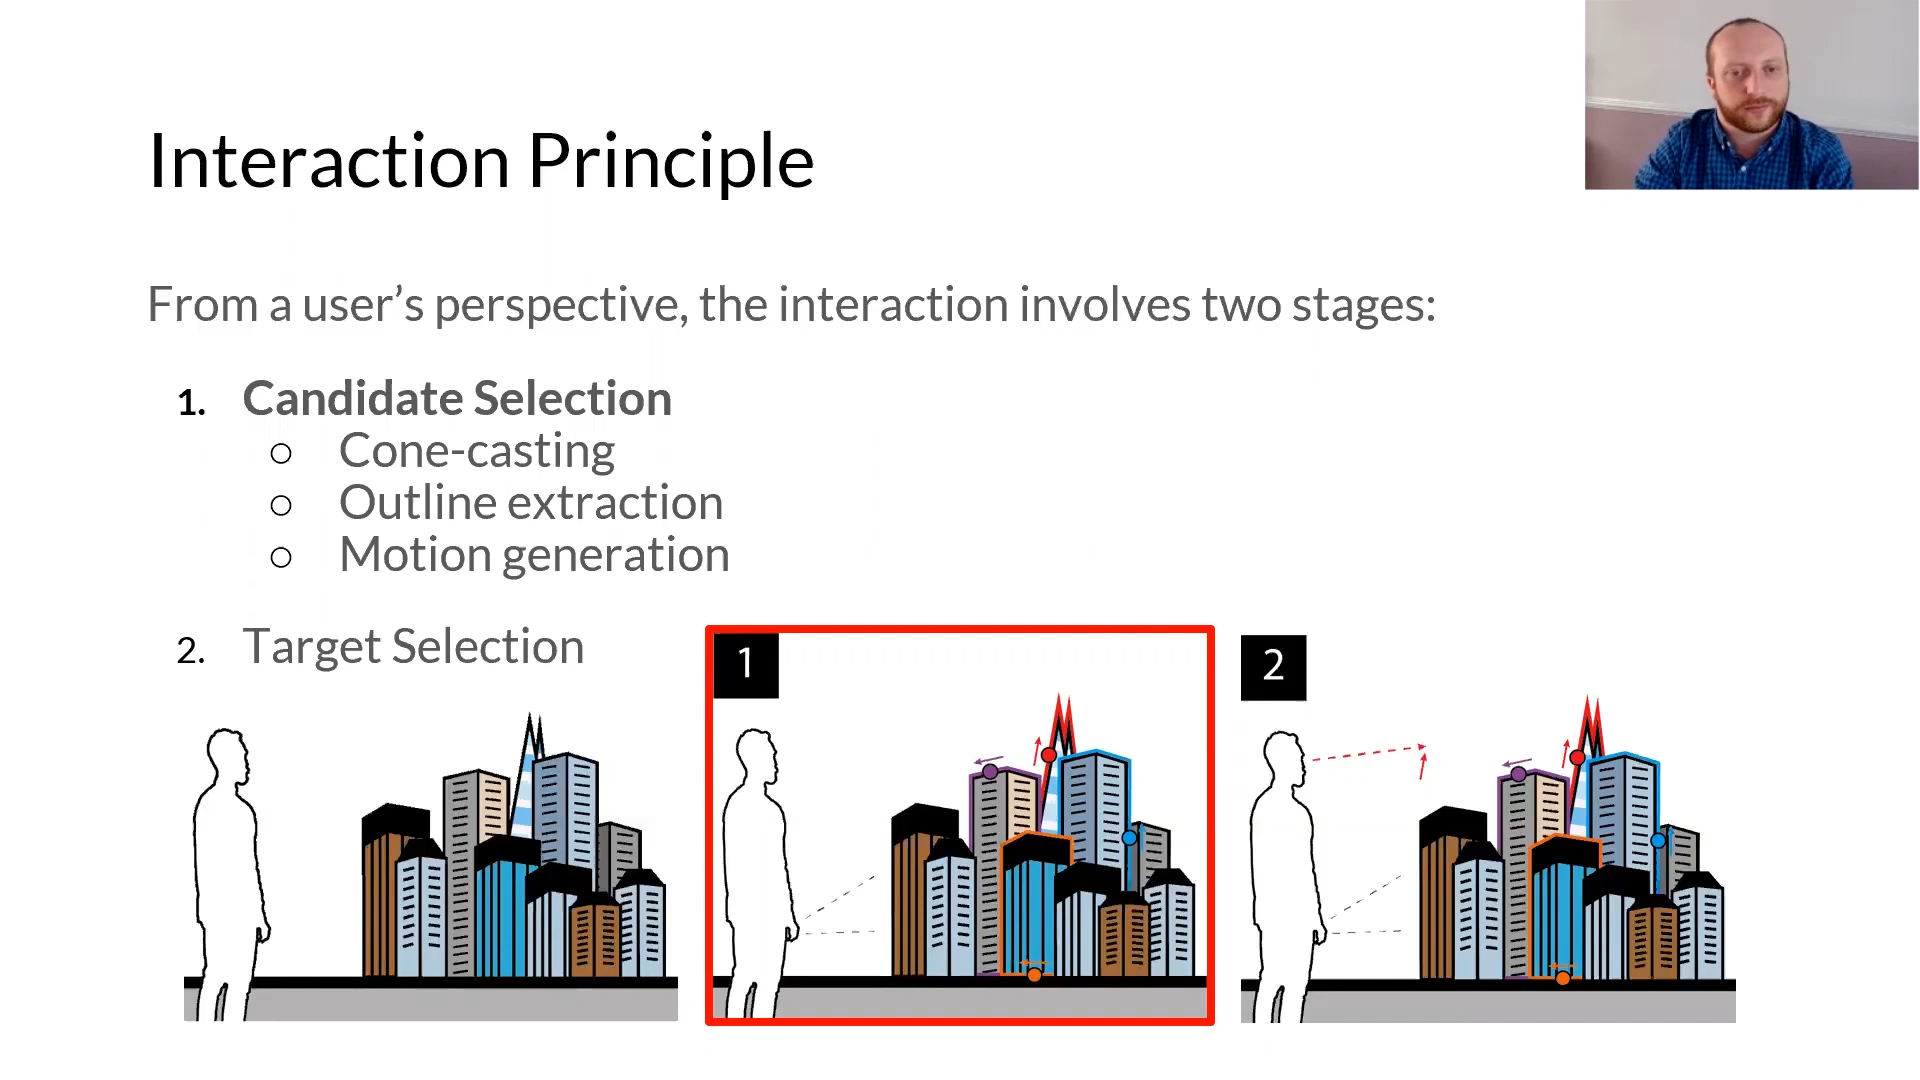 Interaction Principle
From a user’s perspective, the interaction involves two stages:
1. Candidate Selection
○ Cone-casting
○ Outline extraction
○ Motion generation
2. Target Selection
1
2